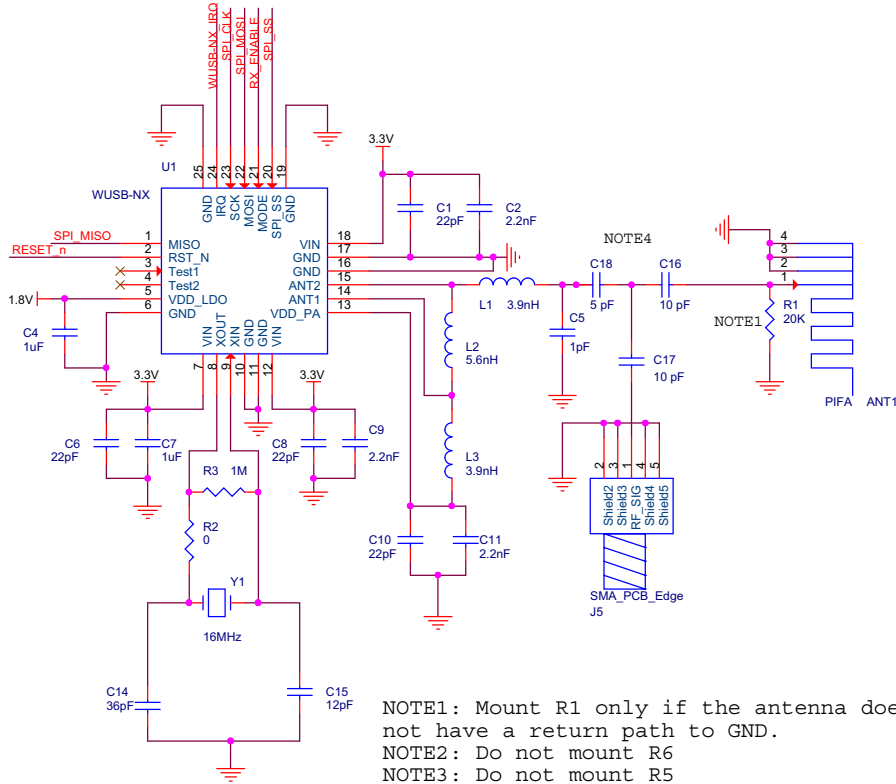 WUSB-NX_IRQ
SPI_CLK
SPI_MOSI
RX_ENABLE
SPI_SS
3.3V
U1
25
24
23
22
21
20
19
WUSB-NX
GND
IRQ
SCK
MOSI
MODE
SPI_SS
GND
C1
22pF
C2
2.2nF
SPI_MISO
1
MISO
RESET_n
2
RST_N
3
Test1
4
Test2
1.8V
5
VDD_LDO
6
GND
VIN
18
GND
17
GND
16
ANT2
15
ANT1
14
VDD_PA
13
VIN
XOUT
XIN
GND
GND
VIN
7
8
9
10
11
12
C4
1uF
NOTE4
L1
3.9nH
C18
5 pF
C16
10 pF
C5
1pF
L2
5.6nH
C17
10 pF
4
3
2
1
R1
20K
NOTE1
PIFA
ANT1
3.3V
3.3V
C6
22pF
C7
1uF
C8
22pF
C9
2.2nF
L3
3.9nH
R3
1M
R2
0
C10
22pF
C11
2.2nF
2
3
1
4
5
Shield2
Shield3
RF_SIG
Shield4
Shield5
SMA_PCB_Edge
J5
Y1
16MHz
C14
36pF
C15
12pF
NOTE1: Mount R1 only if the antenna doe
not have a return path to GND.
NOTE2: Do not mount R6
NOTE3: Do not mount R5